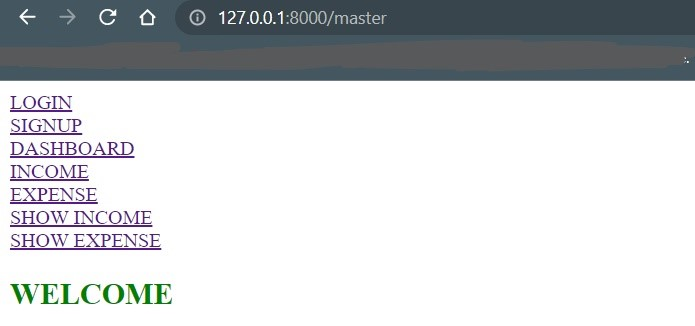 127.0.0.1:8000/master
LOGIN
SIGNUP
DASHBOARD
INCOME
EXPENSE
SHOW INCOME
SHOW EXPENSE
WELCOME